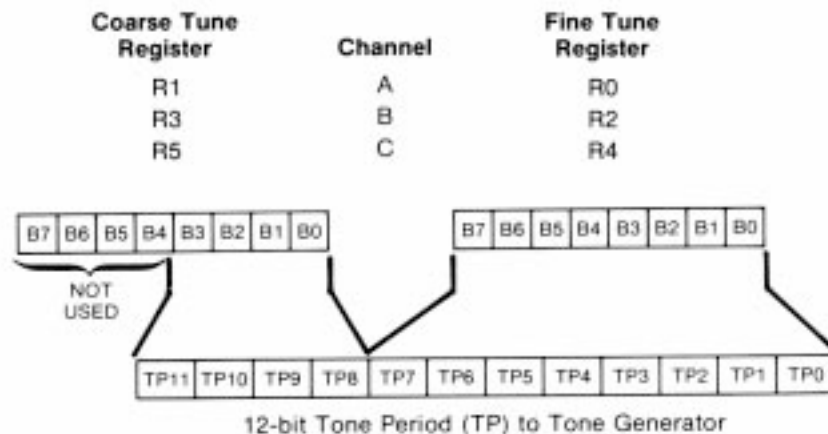 Coarse Tune Register Channel Fine Tune Register
R1 A R0
R3 B R2
R5 C R4
B7 B6 B5 B4 B3 B2 B1 B0 B7 B6 B5 B4 B3 B2 B1 B0
NOT USED
TP11 TP10 TP9 TP8 TP7 TP6 TP5 TP4 TP3 TP2 TP1 TP0
12-bit Tone Period (TP) to Tone Generator